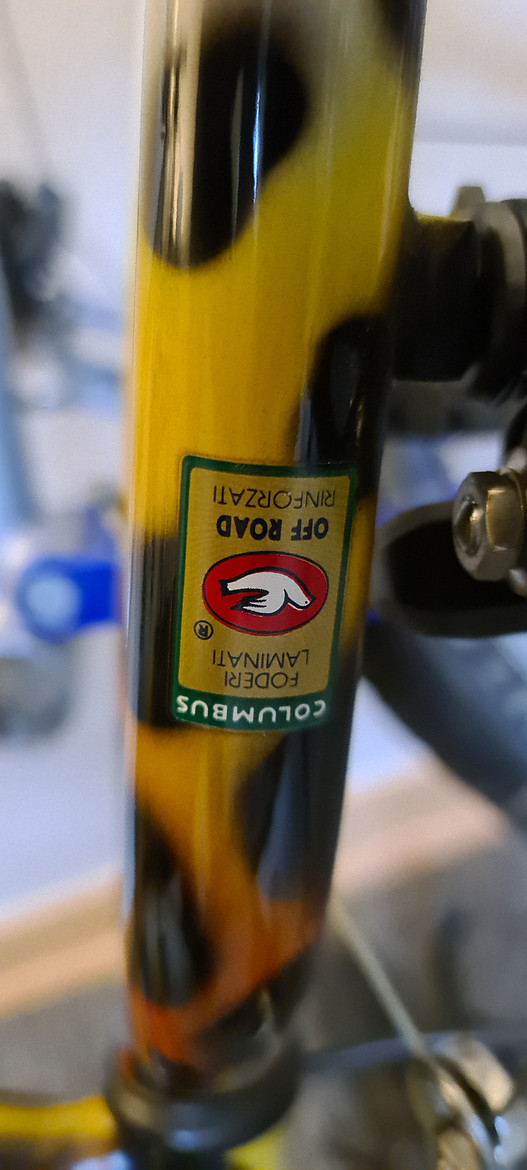 COLUMBUS
FODERI
LAMINATI
®
OFF ROAD
RINFORZATI